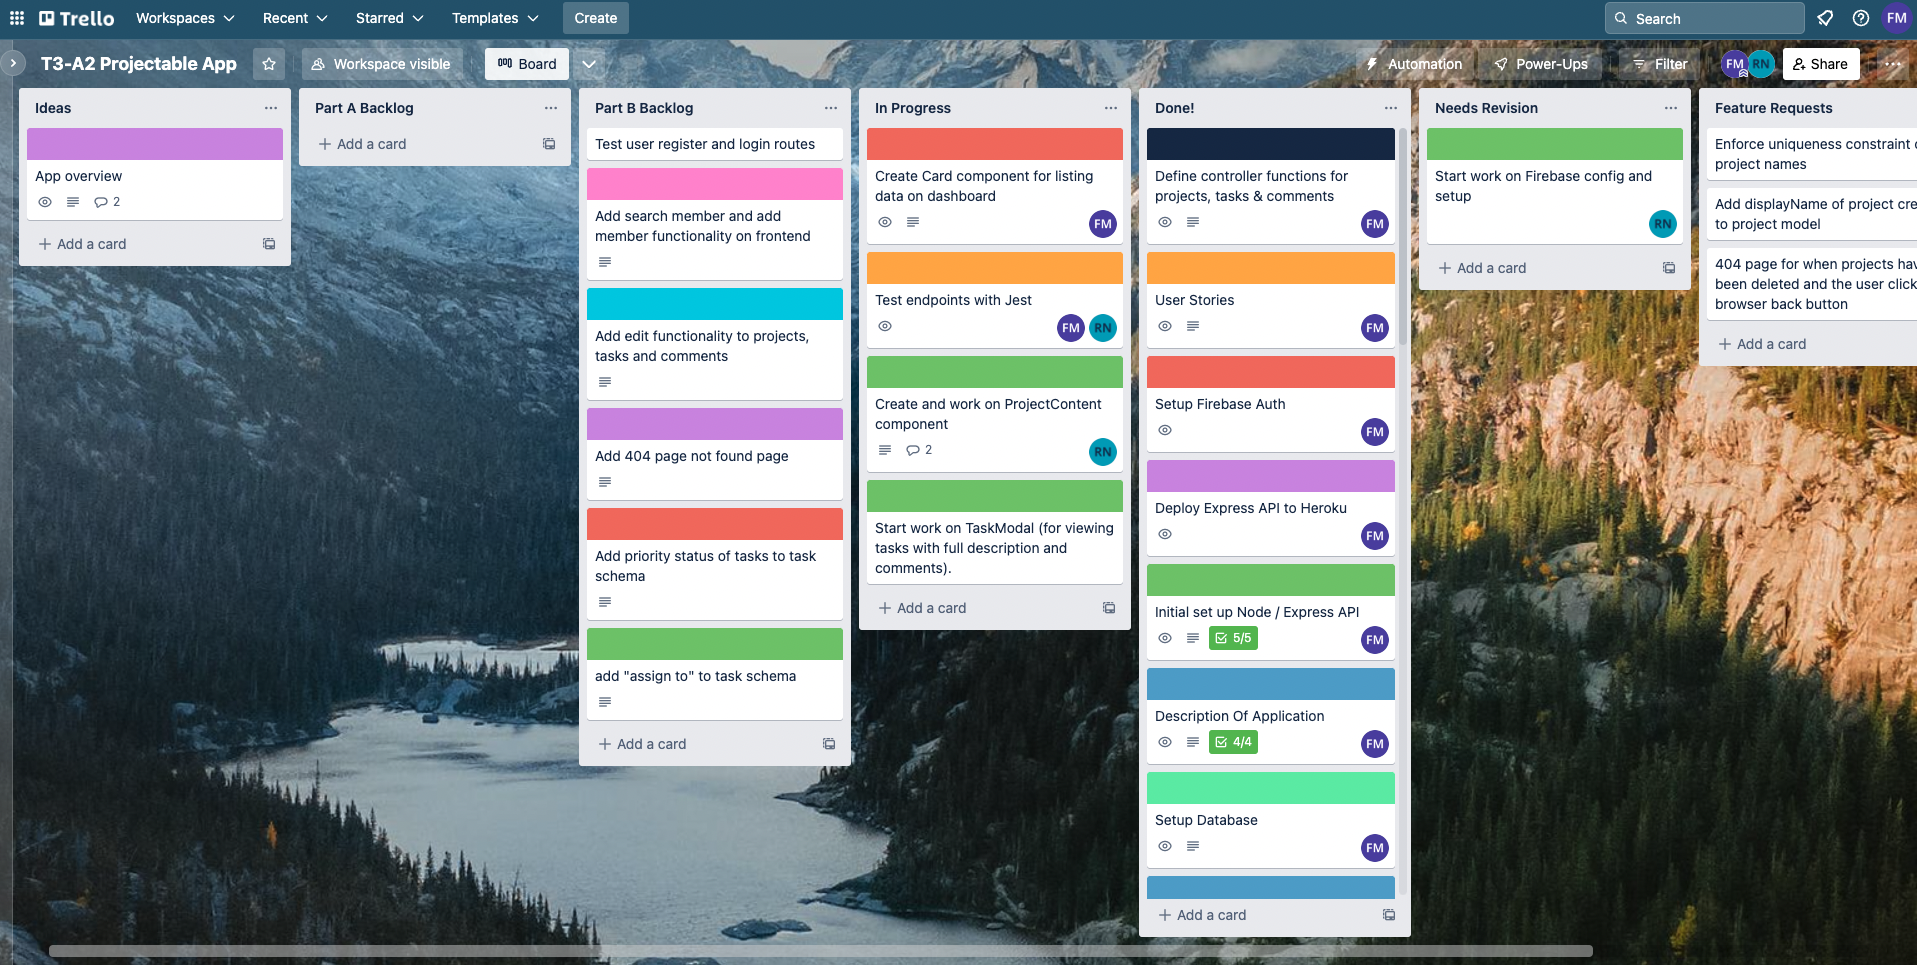 Trello
Workspaces
Recent
Starred
Templates
Create
Search
FM
T3-A2 Projectable App
Workspace visible
Board
Automation
Power-Ups
Filter
FM
RN
Share
Ideas
App overview
2
Add a card
Part A Backlog
Add a card
Part B Backlog
Test user register and login routes
Add search member and add
member functionality on frontend
Add edit functionality to projects,
tasks and comments
Add 404 page not found page
Add priority status of tasks to task
schema
add "assign to" to task schema
Add a card
In Progress
Create Card component for listing
data on dashboard
FM
Test endpoints with Jest
FM
RN
Create and work on ProjectContent
component
2
RN
Start work on TaskModal (for viewing
tasks with full description and
comments).
Add a card
Done!
Define controller functions for
projects, tasks & comments
FM
User Stories
FM
Setup Firebase Auth
FM
Deploy Express API to Heroku
FM
Initial set up Node / Express API
5/5
FM
Description Of Application
4/4
FM
Setup Database
FM
Add a card
Needs Revision
Start work on Firebase config and
setup
RN
Add a card
Feature Requests
Enforce uniqueness constraint
project names
Add displayName of project cre
to project model
404 page for when projects hav
been deleted and the user click
browser back button
Add a card